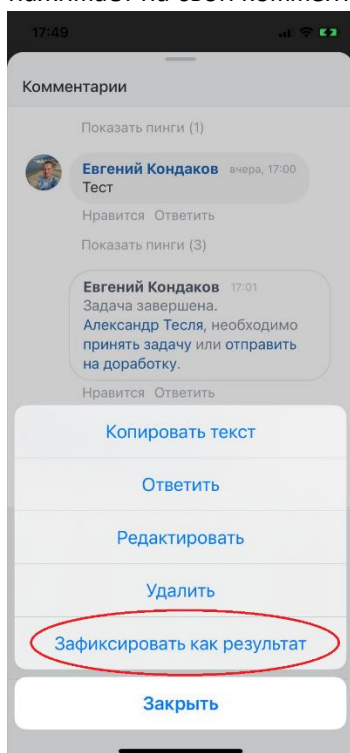 нажимает на свой коммент
17:49
Комментарии
Показать пинги (1)
Евгений Кондаков вчера, 17:00
Тест
Нравится Ответить
Показать пинги (3)
Евгений Кондаков 17:01
Задача завершена.
Александр Тесля, необходимо
принять задачу или отправить
на доработку.
Нравится Ответить
Копировать текст
Ответить
Редактировать
Удалить
Зафиксировать как результат
Закрыть